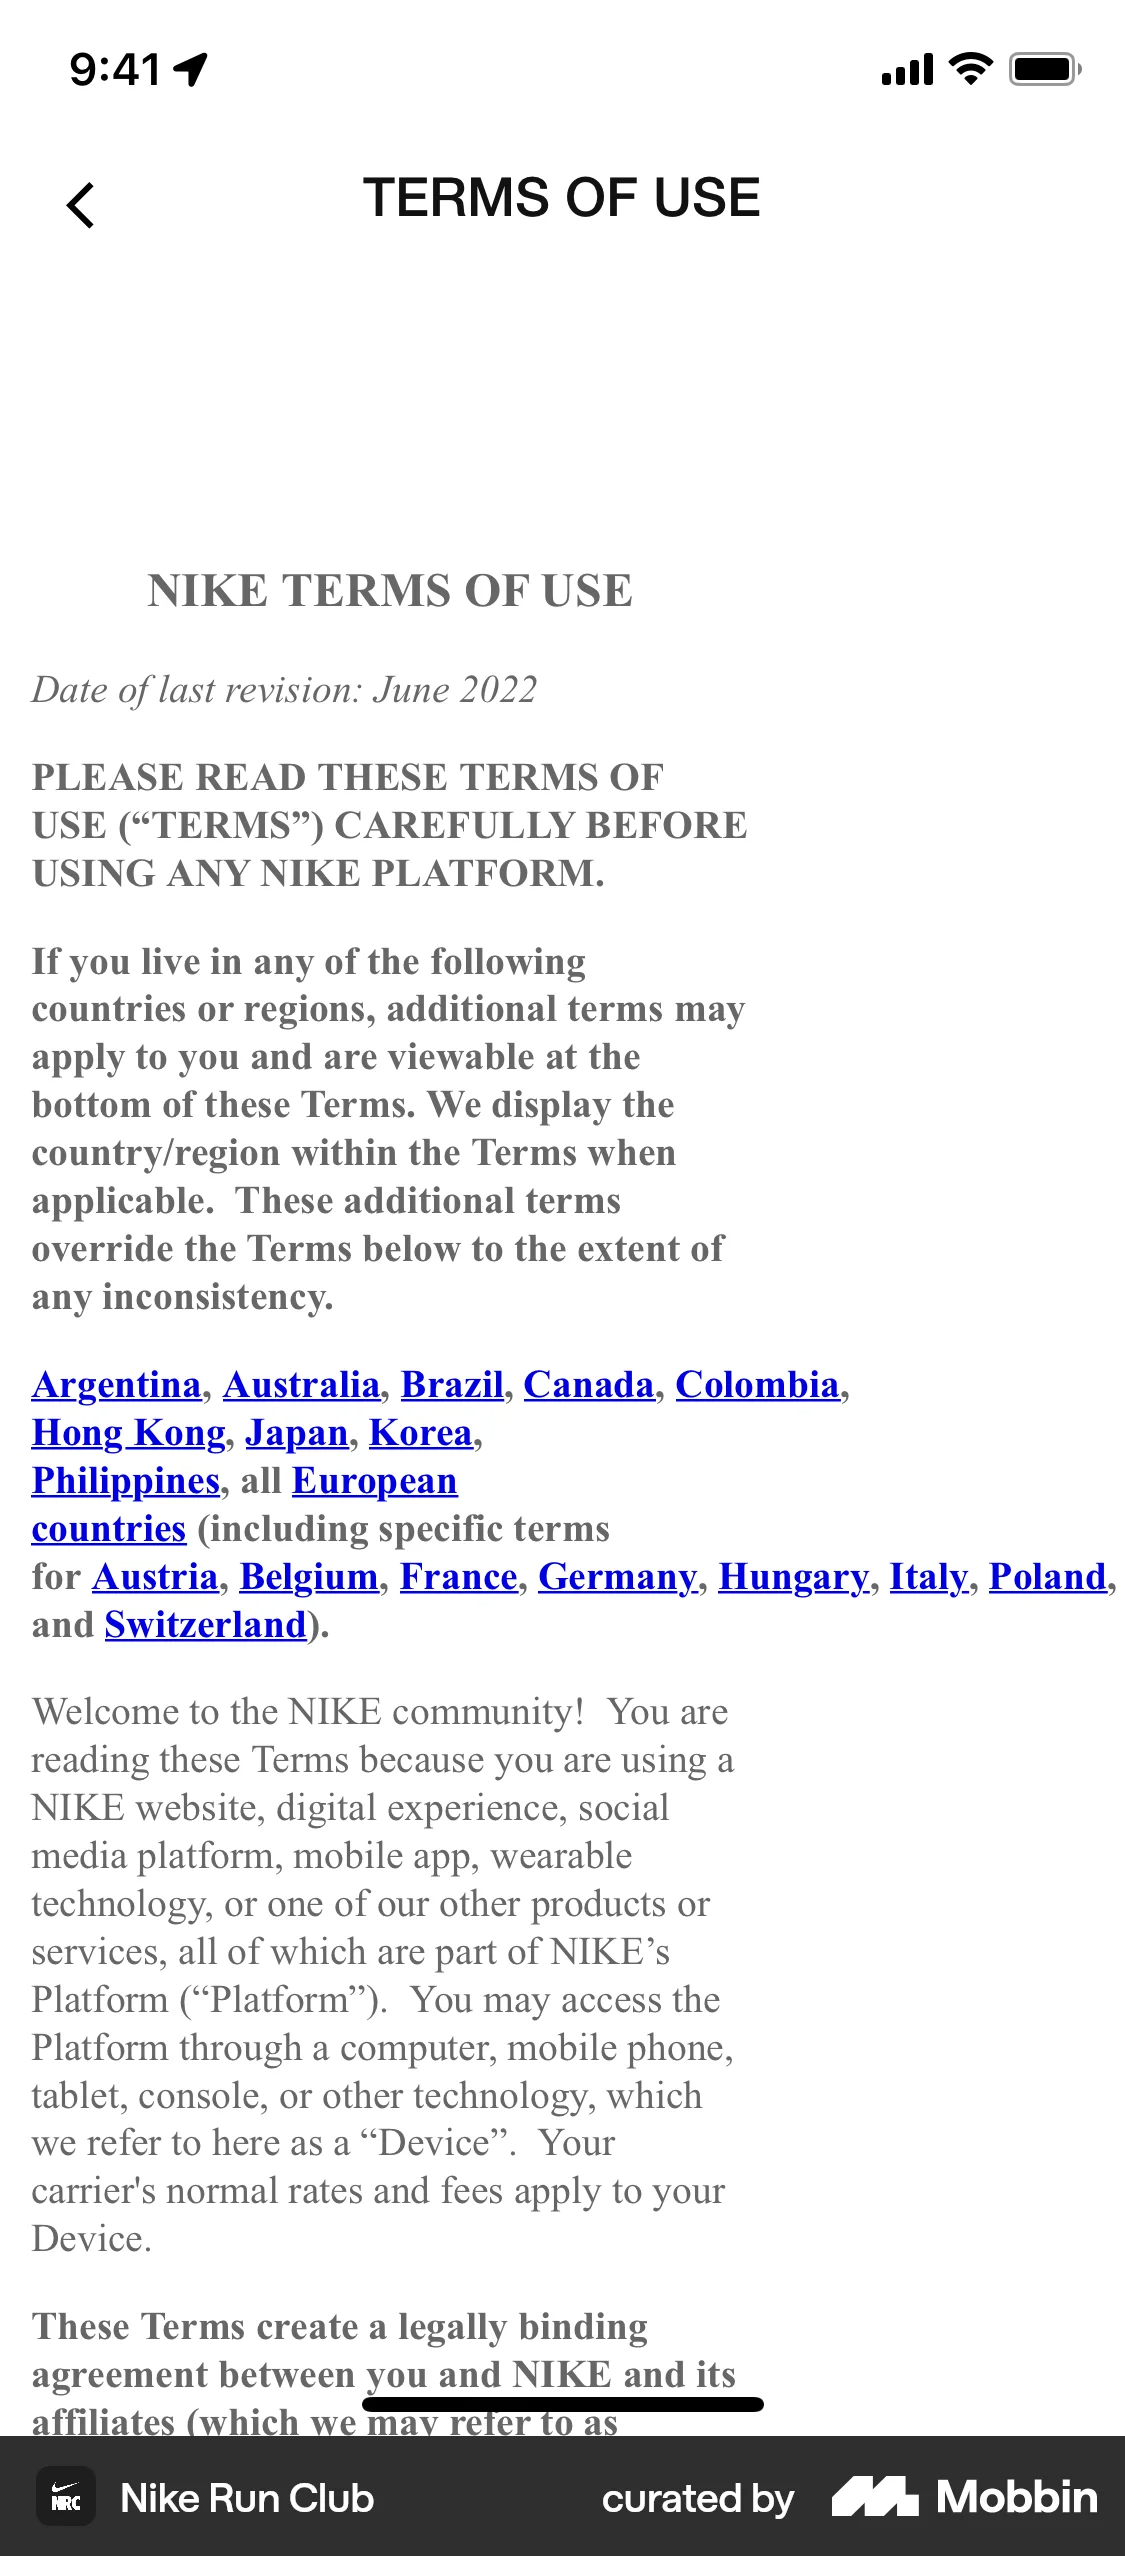 9:41
TERMS OF USE
NIKE TERMS OF USE
Date of last revision: June 2022
PLEASE READ THESE TERMS OF
USE (“TERMS”) CAREFULLY BEFORE
USING ANY NIKE PLATFORM.
If you live in any of the following
countries or regions, additional terms may
apply to you and are viewable at the
bottom of these Terms. We display the
country/region within the Terms when
applicable.  These additional terms
override the Terms below to the extent of
any inconsistency.
Argentina, Australia, Brazil, Canada, Colombia,
Hong Kong, Japan, Korea,
Philippines, all European
countries (including specific terms
for Austria, Belgium, France, Germany, Hungary, Italy, Poland,
and Switzerland).
Welcome to the NIKE community!  You are
reading these Terms because you are using a
NIKE website, digital experience, social
media platform, mobile app, wearable
technology, or one of our other products or
services, all of which are part of NIKE’s
Platform (“Platform”).  You may access the
Platform through a computer, mobile phone,
tablet, console, or other technology, which
we refer to here as a “Device”.  Your
carrier's normal rates and fees apply to your
Device.
These Terms create a legally binding
agreement between you and NIKE and its
affiliates (which we may refer to as
NRC
Nike Run Club
curated by
Mobbin